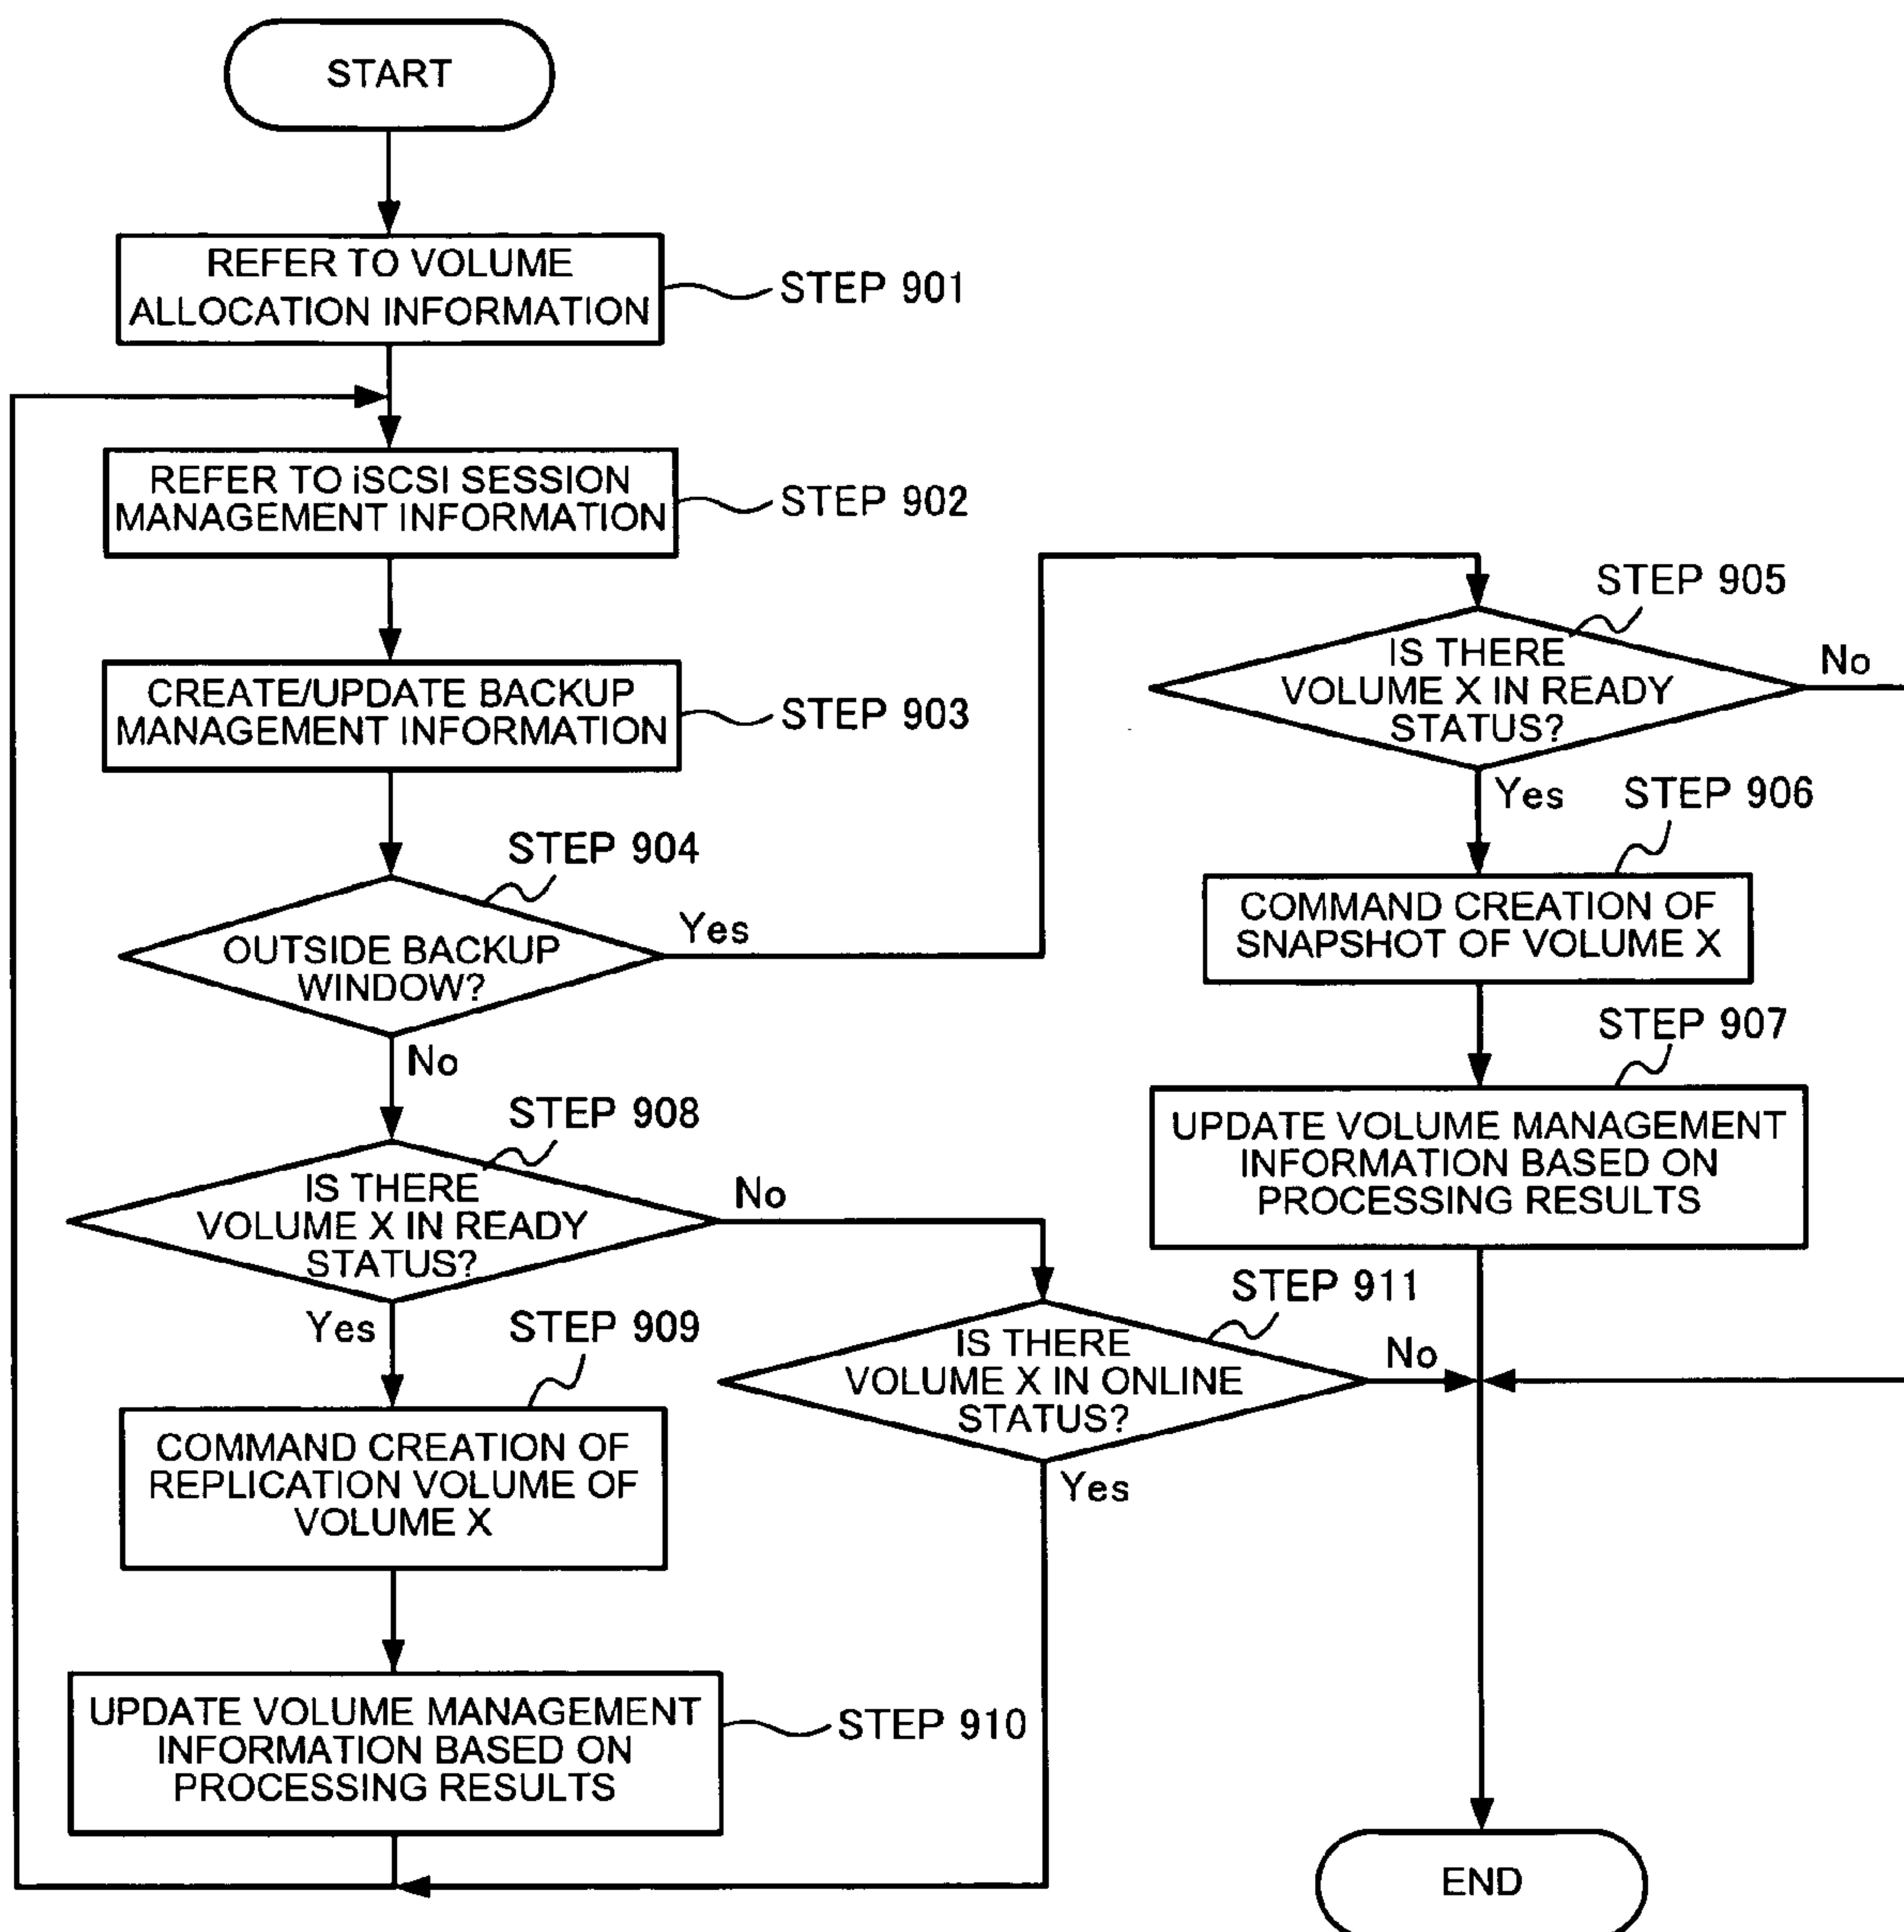 START
REFER TO VOLUME
ALLOCATION INFORMATION
STEP 901
REFER TO iSCSI SESSION
MANAGEMENT INFORMATION
STEP 902
CREATE/UPDATE BACKUP
MANAGEMENT INFORMATION
STEP 903
STEP 904
OUTSIDE BACKUP
WINDOW?
Yes
No
STEP 905
IS THERE
VOLUME X IN READY
STATUS?
No
Yes
STEP 906
COMMAND CREATION OF
SNAPSHOT OF VOLUME X
STEP 907
UPDATE VOLUME MANAGEMENT
INFORMATION BASED ON
PROCESSING RESULTS
STEP 908
IS THERE
VOLUME X IN READY
STATUS?
No
Yes
STEP 909
COMMAND CREATION OF
REPLICATION VOLUME OF
VOLUME X
UPDATE VOLUME MANAGEMENT
INFORMATION BASED ON
PROCESSING RESULTS
STEP 910
STEP 911
IS THERE
VOLUME X IN ONLINE
STATUS?
No
Yes
END